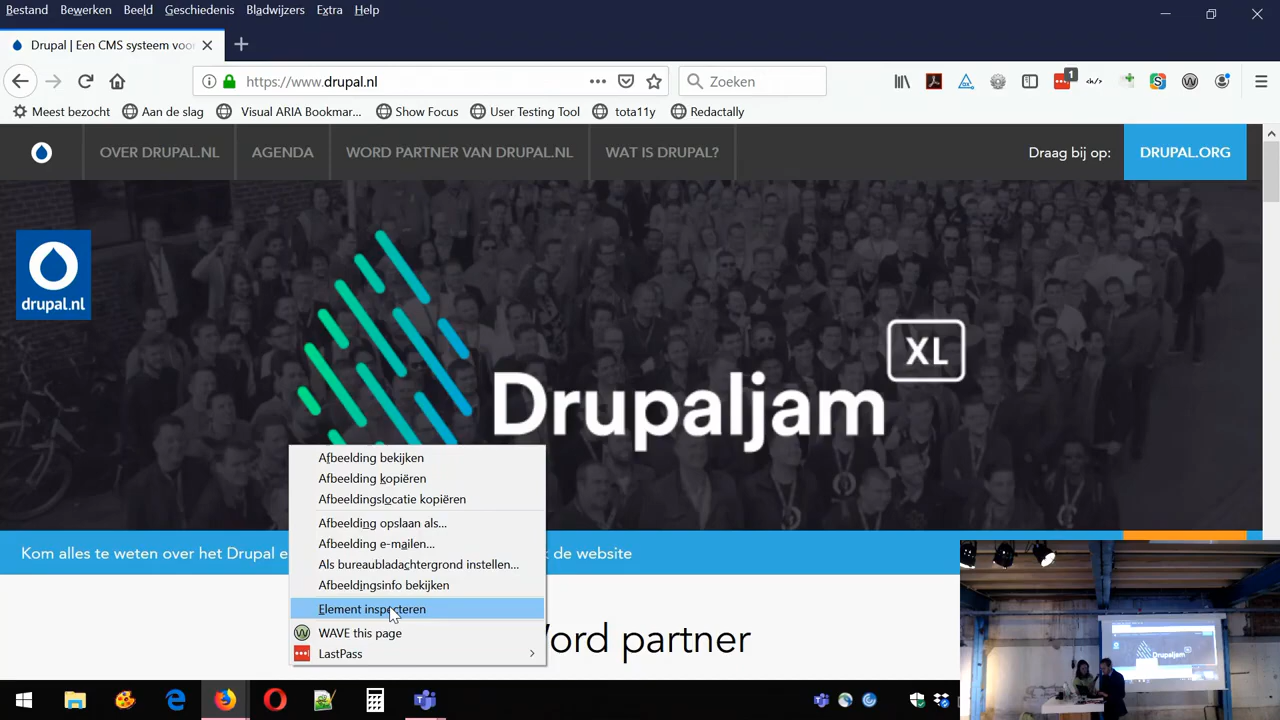 Bestand Bewerken Beeld Geschiedenis Bladwijzers Extra Help
Drupal | Een CMS systeem voo
https://www.drupal.nl
Zoeken
1
Meest bezocht Aan de slag Visual ARIA Bookmar... Show Focus User Testing Tool tota11y Redactally
OVER DRUPAL.NL AGENDA WORD PARTNER VAN DRUPAL.NL WAT IS DRUPAL? Draag bij op: DRUPAL.ORG
drupal.nl
XL
Drupaljam
Afbeelding bekijken
Afbeelding kopiëren
Afbeeldingslocatie kopiëren
Afbeelding opslaan als...
Afbeelding e-mailen...
Als bureaubladachtergrond instellen...
Afbeeldingsinfo bekijken
Element inspecteren
WAVE this page
LastPass
Kom alles te weten over het Drupal e k de website
Word partner
Drupaljam